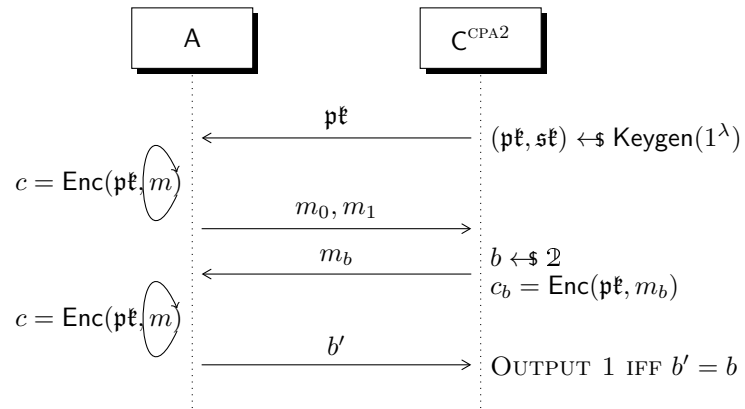 A
C^CPA2
𝔭𝔨
(𝔭𝔨, 𝔰𝔨) ←$ Keygen(1^λ)
c = Enc(𝔭𝔨, m)
m_0, m_1
m_b
b ←$ 𝟚
c_b = Enc(𝔭𝔨, m_b)
c = Enc(𝔭𝔨, m)
b′
OUTPUT 1 IFF b′ = b